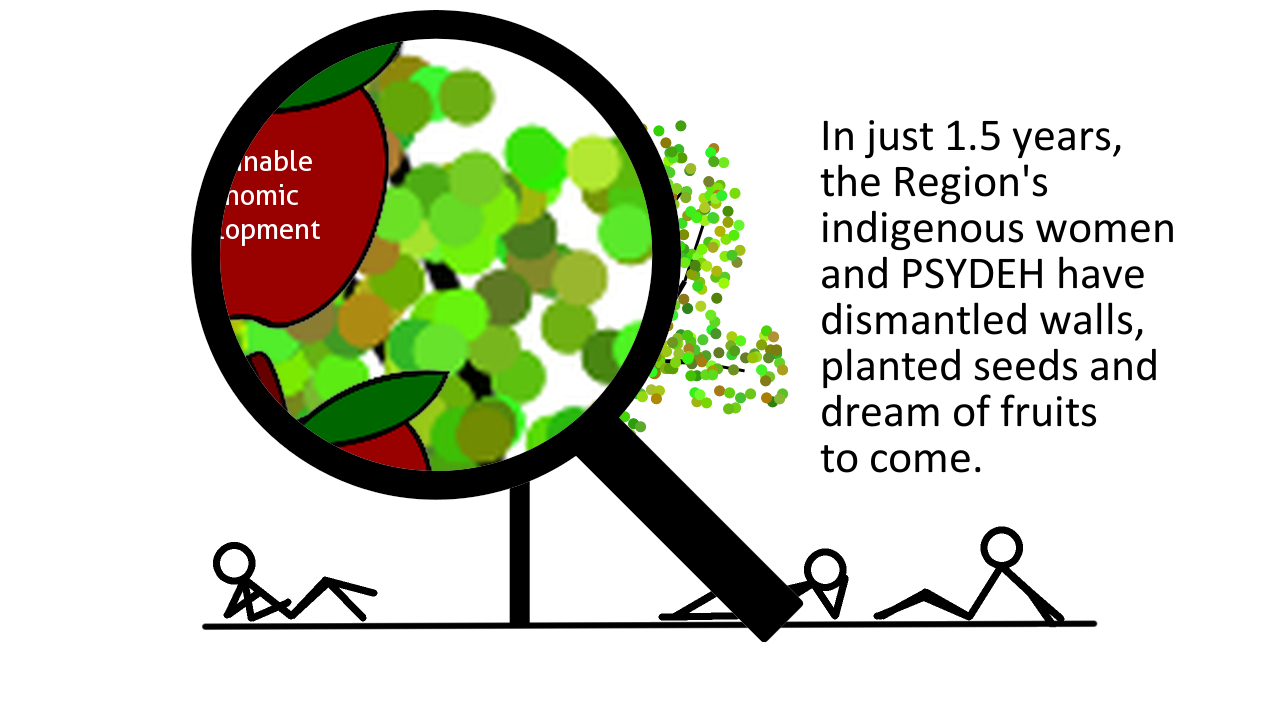 nable
nomic
lopment
In just 1.5 years,
the Region's
indigenous women
and PSYDEH have
dismantled walls,
planted seeds and
dream of fruits
to come.